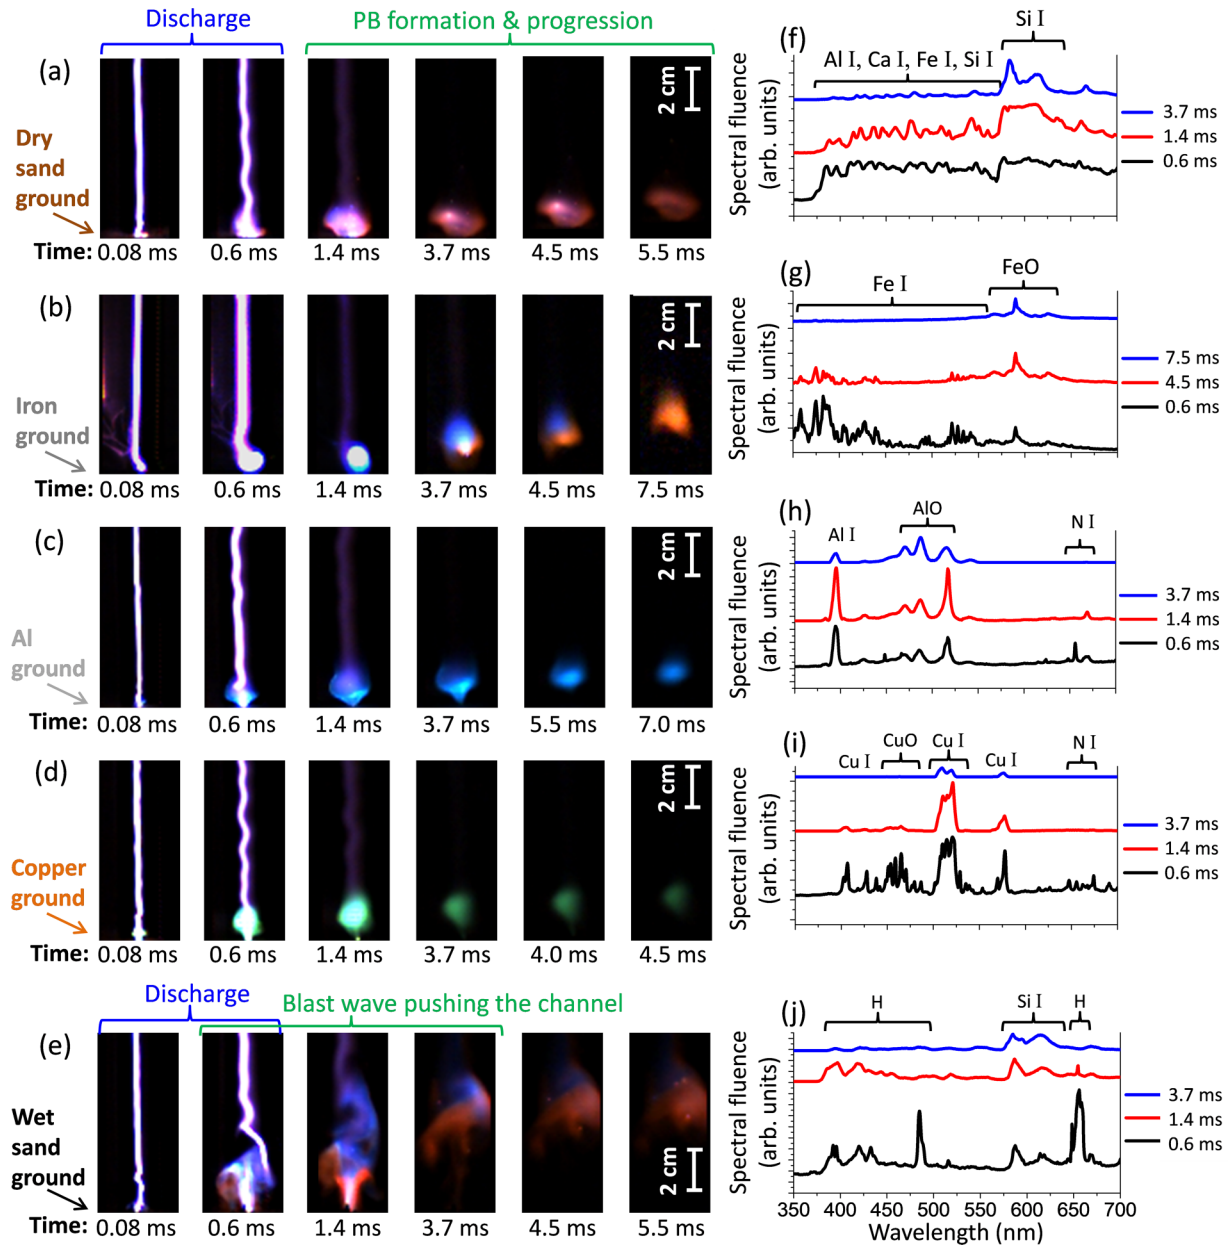 Discharge
PB formation & progression
(a)
2 cm
Dry
sand
ground
Time: 0.08 ms 0.6 ms 1.4 ms 3.7 ms 4.5 ms 5.5 ms
(b)
2 cm
Iron
ground
Time: 0.08 ms 0.6 ms 1.4 ms 3.7 ms 4.5 ms 7.5 ms
(c)
2 cm
Al
ground
Time: 0.08 ms 0.6 ms 1.4 ms 3.7 ms 5.5 ms 7.0 ms
(d)
2 cm
Copper
ground
Time: 0.08 ms 0.6 ms 1.4 ms 3.7 ms 4.0 ms 4.5 ms
Discharge
Blast wave pushing the channel
(e)
2 cm
Wet
sand
ground
Time: 0.08 ms 0.6 ms 1.4 ms 3.7 ms 4.5 ms 5.5 ms
(f)
Si I
Al I, Ca I, Fe I, Si I
Spectral fluence
(arb. units)
3.7 ms
1.4 ms
0.6 ms
(g)
Fe I
FeO
Spectral fluence
(arb. units)
7.5 ms
4.5 ms
0.6 ms
(h)
Al I
AlO
N I
Spectral fluence
(arb. units)
3.7 ms
1.4 ms
0.6 ms
(i)
Cu I
CuO
Cu I
Cu I
N I
Spectral fluence
(arb. units)
3.7 ms
1.4 ms
0.6 ms
(j)
H
Si I
H
Spectral fluence
(arb. units)
3.7 ms
1.4 ms
0.6 ms
350 400 450 500 550 600 650 700
Wavelength (nm)